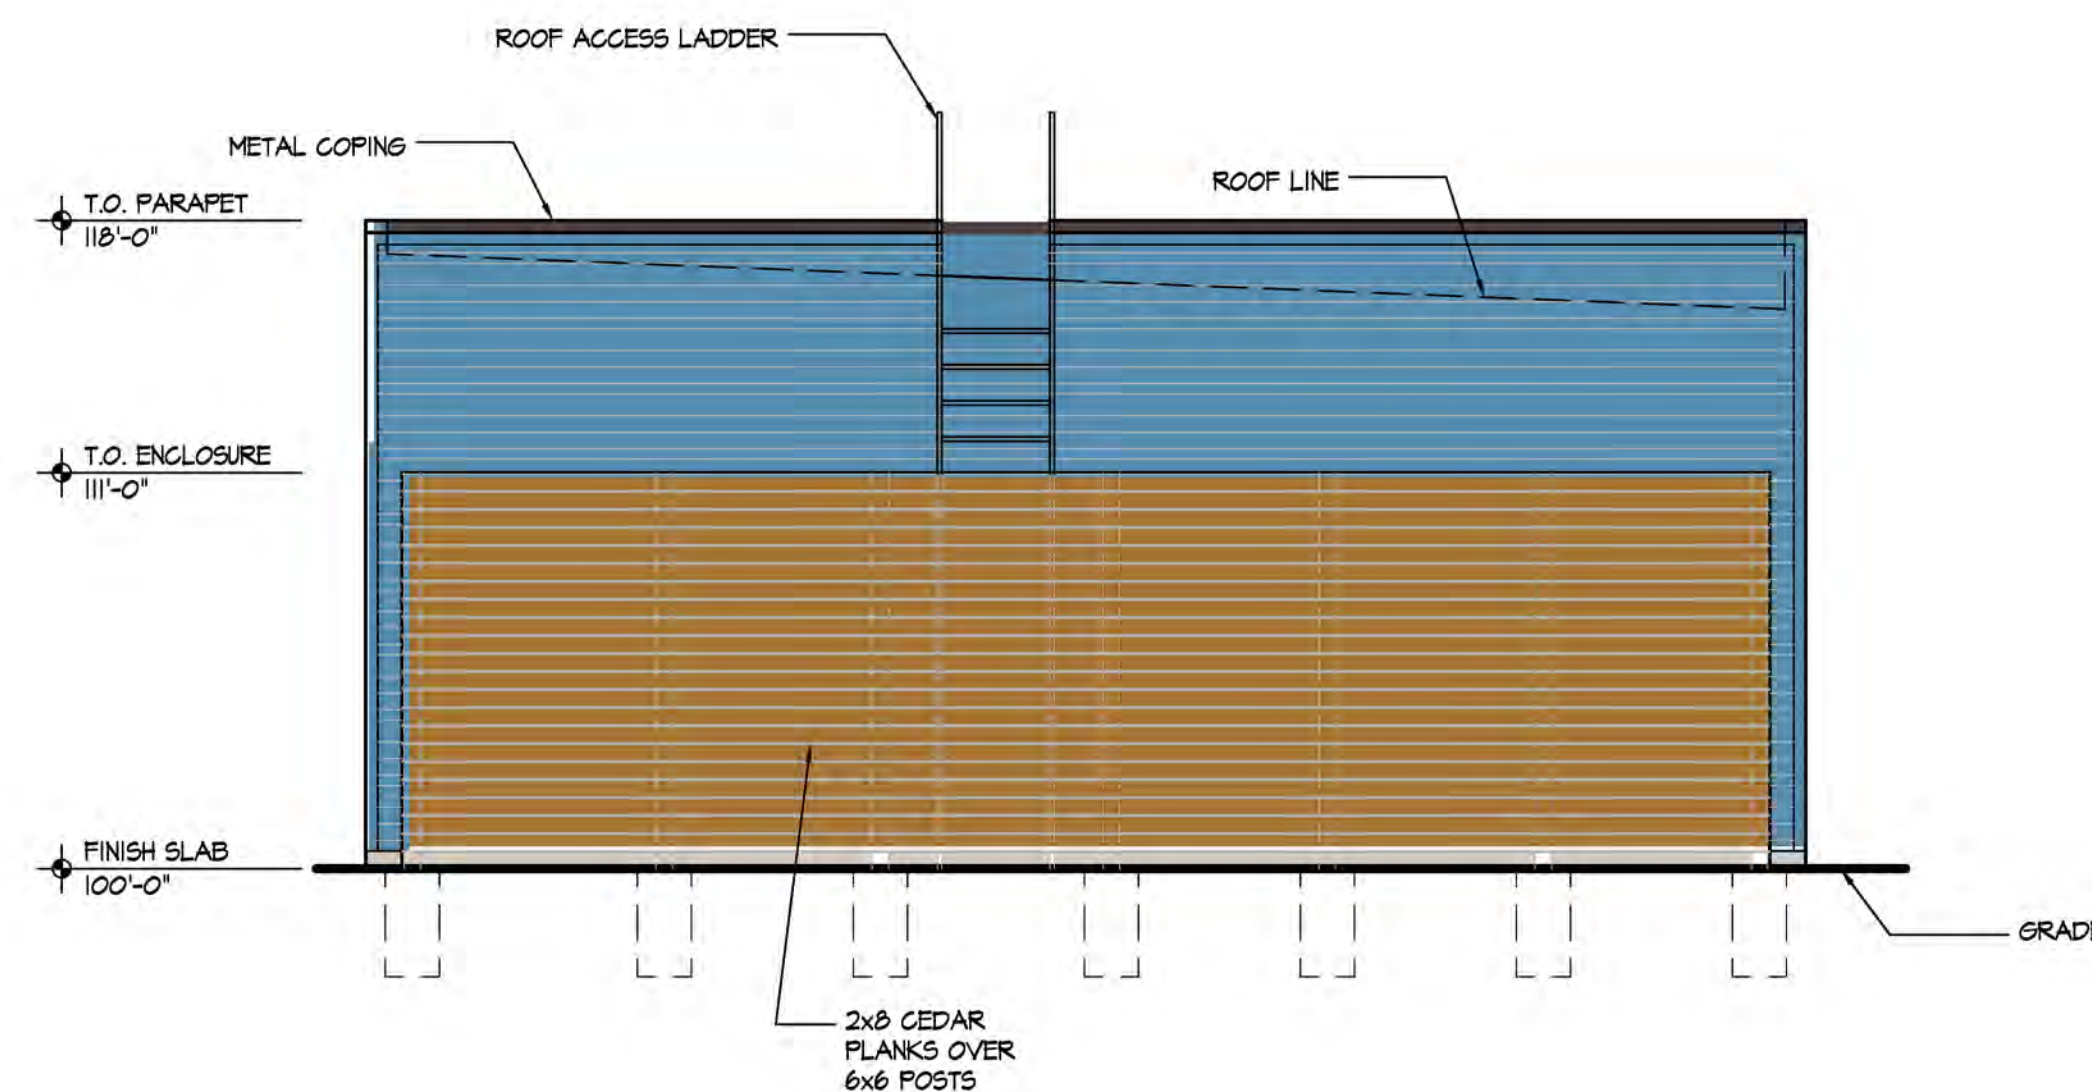 ROOF ACCESS LADDER
METAL COPING
ROOF LINE
T.O. PARAPET
118'-0"
T.O. ENCLOSURE
111'-0"
FINISH SLAB
100'-0"
GRADE
2x8 CEDAR
PLANKS OVER
6x6 POSTS